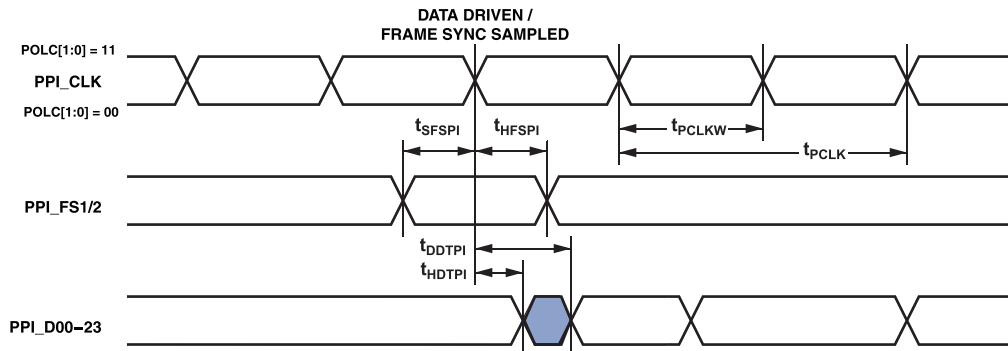 DATA DRIVEN /
FRAME SYNC SAMPLED
POLC[1:0] = 11
PPI_CLK
POLC[1:0] = 00
tSFSPI
tHFSPI
tPCLKW
tPCLK
PPI_FS1/2
tDDTPI
tHDTPI
PPI_D00–23